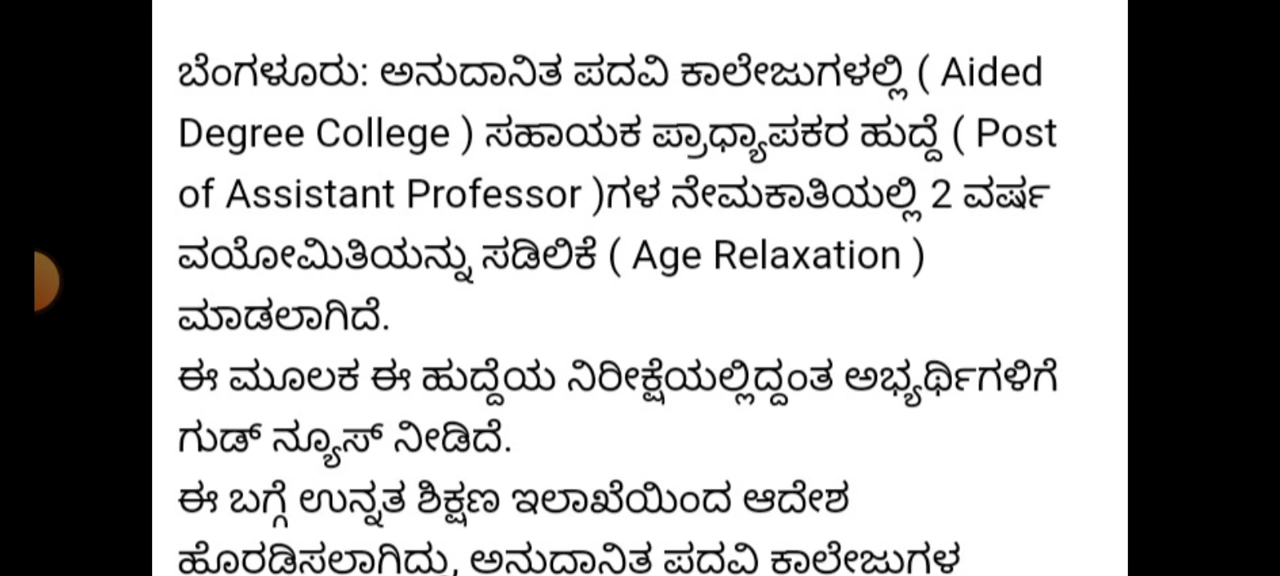 ಬೆಂಗಳೂರು: ಅನುದಾನಿತ ಪದವಿ ಕಾಲೇಜುಗಳಲ್ಲಿ ( Aided
Degree College ) ಸಹಾಯಕ ಪ್ರಾಧ್ಯಾಪಕರ ಹುದ್ದೆ ( Post
of Assistant Professor )ಗಳ ನೇಮಕಾತಿಯಲ್ಲಿ 2 ವರ್ಷ
ವಯೋಮಿತಿಯನ್ನು ಸಡಿಲಿಕೆ ( Age Relaxation )
ಮಾಡಲಾಗಿದೆ.
ಈ ಮೂಲಕ ಈ ಹುದ್ದೆಯ ನಿರೀಕ್ಷೆಯಲ್ಲಿದ್ದಂತ ಅಭ್ಯರ್ಥಿಗಳಿಗೆ
ಗುಡ್ ನ್ಯೂಸ್ ನೀಡಿದೆ.
ಈ ಬಗ್ಗೆ ಉನ್ನತ ಶಿಕ್ಷಣ ಇಲಾಖೆಯಿಂದ ಆದೇಶ
ಹೊರಡಿಸಲಾಗಿದ್ದು, ಅನುದಾನಿತ ಪದವಿ ಕಾಲೇಜುಗಳ